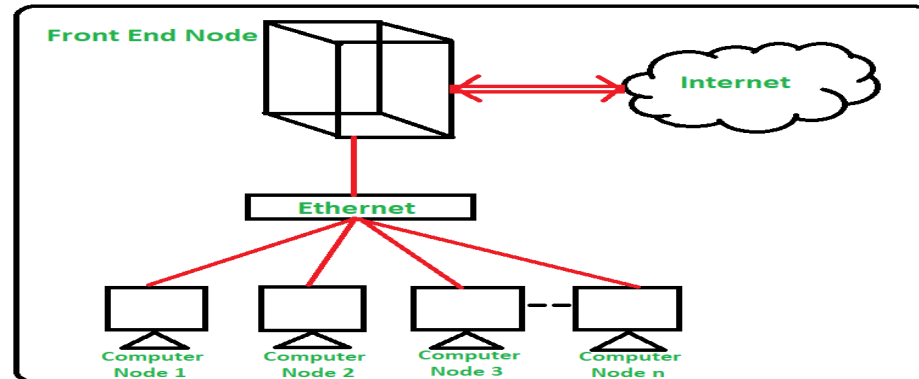 Front End Node
Internet
Ethernet
Computer
Node 1
Computer
Node 2
Computer
Node 3
Computer
Node n